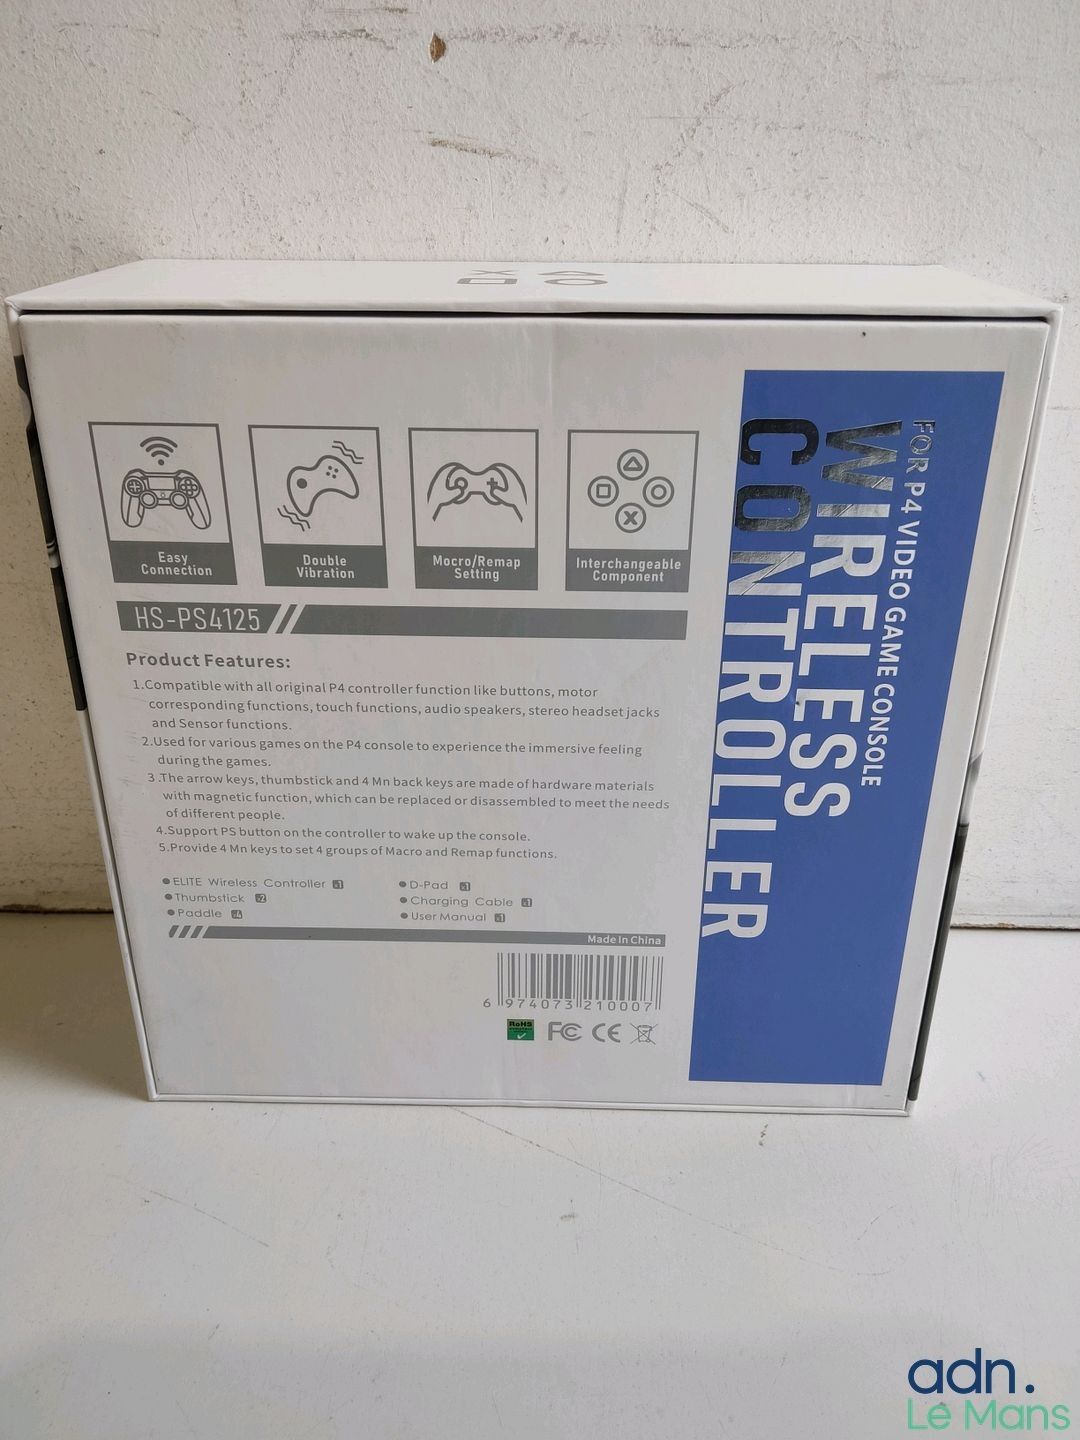 Easy
Connection
Double
Vibration
Mocro/Remap
Setting
Interchangeable
Component
HS-PS4125
Product Features:
1.Compatible with all original P4 controller function like buttons, motor
corresponding functions, touch functions, audio speakers, stereo headset jacks
and Sensor functions.
2.Used for various games on the P4 console to experience the immersive feeling
during the games.
3.The arrow keys, thumbstick and 4 Mn back keys are made of hardware materials
with magnetic function, which can be replaced or disassembled to meet the needs
of different people.
4.Support PS button on the controller to wake up the console.
5.Provide 4 Mn keys to set 4 groups of Macro and Remap functions.
● ELITE Wireless Controller x1
● Thumbstick x2
● Paddle x4
● D-Pad x1
● Charging Cable x1
● User Manual x1
Made In China
6 974073 210007
RoHS
FC CE
FOR P4 VIDEO GAME CONSOLE
WIRELESS
CONTROLLER
adn.
Le Mans